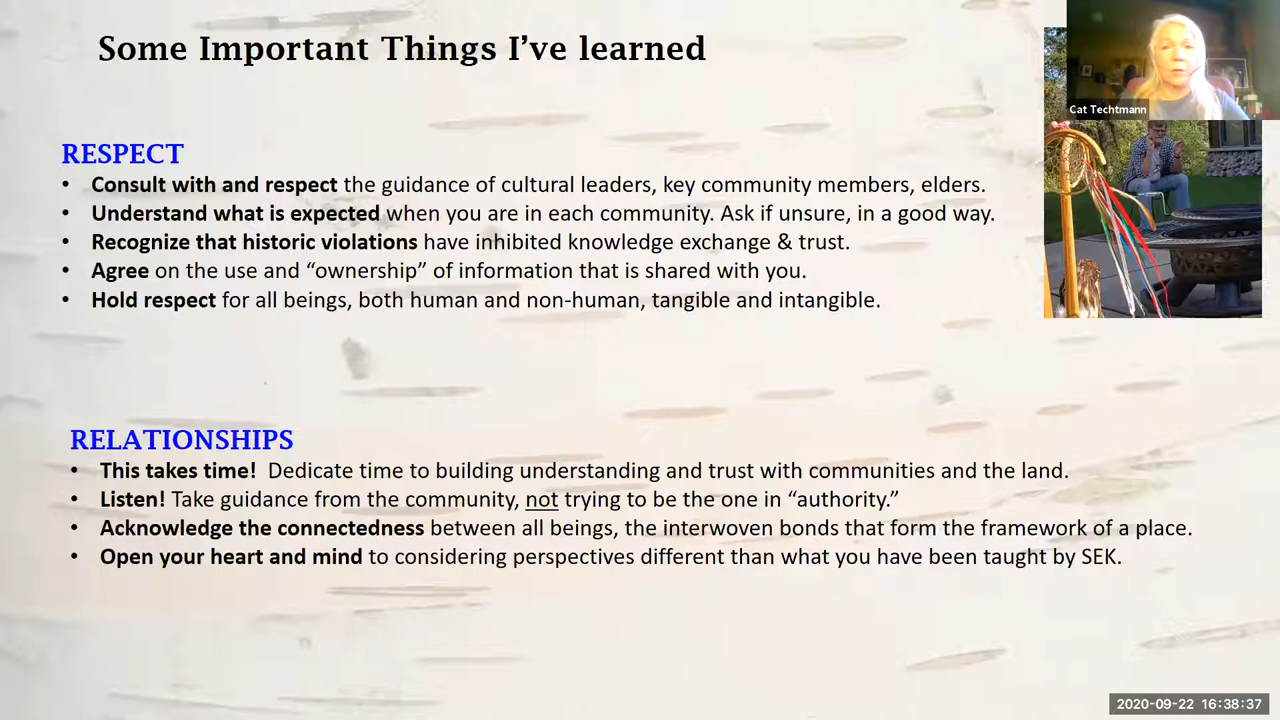 Some Important Things I’ve learned
Cat Techtmann
RESPECT
• Consult with and respect the guidance of cultural leaders, key community members, elders.
• Understand what is expected when you are in each community. Ask if unsure, in a good way.
• Recognize that historic violations have inhibited knowledge exchange & trust.
• Agree on the use and “ownership” of information that is shared with you.
• Hold respect for all beings, both human and non-human, tangible and intangible.
RELATIONSHIPS
• This takes time!  Dedicate time to building understanding and trust with communities and the land.
• Listen! Take guidance from the community, not trying to be the one in “authority.”
• Acknowledge the connectedness between all beings, the interwoven bonds that form the framework of a place.
• Open your heart and mind to considering perspectives different than what you have been taught by SEK.
2020-09-22 16:38:37